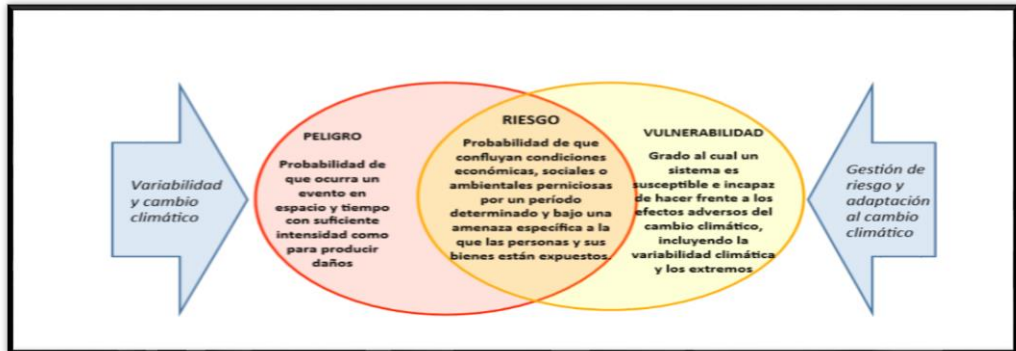 Variabilidad
y cambio
climático
PELIGRO
Probabilidad de
que ocurra un
evento en
espacio y tiempo
con suficiente
intensidad como
para producir
daños
RIESGO
Probabilidad de que
confluyan condiciones
económicas, sociales o
ambientales perniciosas
por un período
determinado y bajo una
amenaza específica a la
que las personas y sus
bienes están expuestos.
VULNERABILIDAD
Grado al cual un
sistema es
susceptible e incapaz
de hacer frente a los
efectos adversos del
cambio climático,
incluyendo la
variabilidad climática
y los extremos
Gestión de
riesgo y
adaptación
al cambio
climático